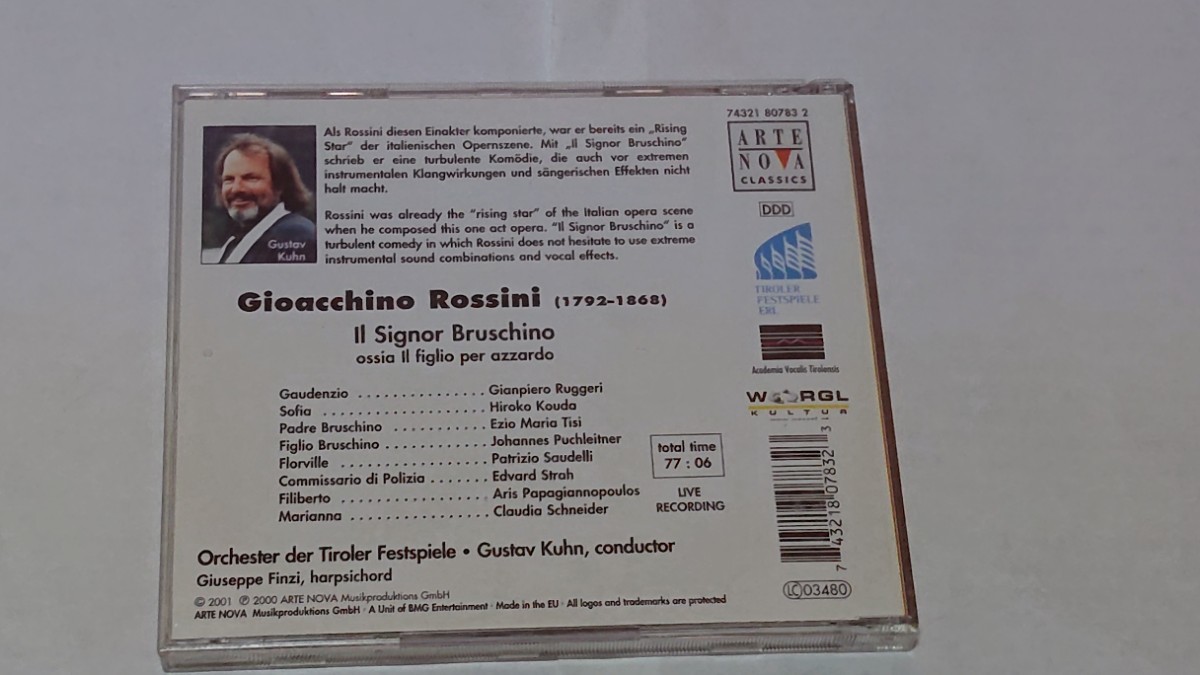 Als Rossini diesen Einakter komponierte, war er bereits ein „Rising
Star" der italienischen Opernszene. Mit „Il Signor Bruschino"
schrieb er eine turbulente Komödie, die auch vor extremen
instrumentalen Klangwirkungen und sängerischen Effekten nicht
halt macht.
Rossini was already the "rising star" of the Italian opera scene
when he composed this one act opera. "Il Signor Bruschino" is a
turbulent comedy in which Rossini does not hesitate to use extreme
instrumental sound combinations and vocal effects.
Gustav
Kuhn
74321 80783 2
ARTE
NOVA
CLASSICS
DDD
TIROLER
FESTSPIELE
ERL
Academia Vocalis Tirolensis
WÖRGL
KULTUR
Gioacchino Rossini (1792-1868)
Il Signor Bruschino
ossia Il figlio per azzardo
Gaudenzio . . . . . . . . . . . . . . Gianpiero Ruggeri
Sofia . . . . . . . . . . . . . . . . . . Hiroko Kouda
Padre Bruschino . . . . . . . . . . Ezio Maria Tisi
Figlio Bruschino . . . . . . . . . . . Johannes Puchleitner
Florville . . . . . . . . . . . . . . . . Patrizio Saudelli
Commissario di Polizia . . . . . . Edvard Strah
Filiberto . . . . . . . . . . . . . . . . Aris Papagiannopoulos
Marianna . . . . . . . . . . . . . . . Claudia Schneider
total time
77 : 06
LIVE
RECORDING
Orchester der Tiroler Festspiele • Gustav Kuhn, conductor
Giuseppe Finzi, harpsichord
© 2001 ℗ 2000 ARTE NOVA Musikproduktions GmbH
ARTE NOVA Musikproduktions GmbH · A Unit of BMG Entertainment · Made in the EU · All logos and trademarks are protected
7 43218 07832 3
LC 03480